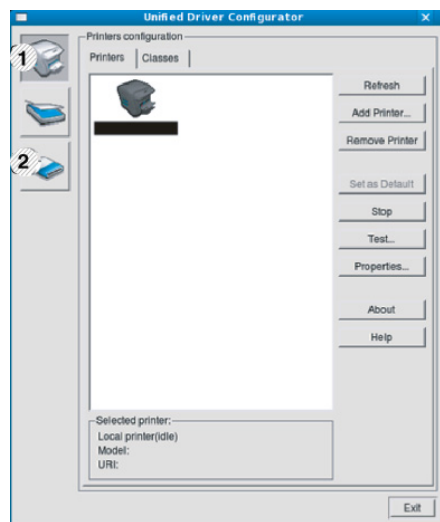 Unified Driver Configurator
Printers configuration
1
Printers
Classes
Refresh
Add Printer...
Remove Printer
2
Set as Default
Stop
Test...
Properties...
About
Help
Selected printer:
Local printer(idle)
Model:
URI:
Exit